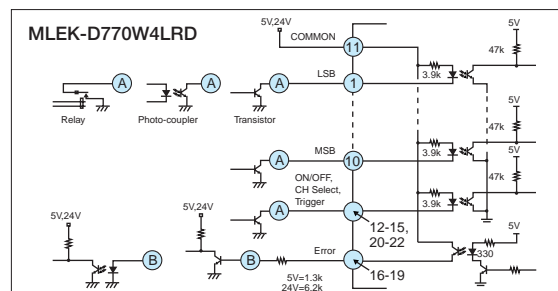 MLEK-D770W4LRD
5V,24V
COMMON
11
5V
47k
A
A
A
LSB
1
3.9k
Relay
Photo-coupler
Transistor
5V
47k
A
MSB
10
3.9k
5V
47k
ON/OFF,
CH Select,
Trigger
A
3.9k
12-15,
20-22
5V,24V
5V,24V
5V
330
B
B
Error
5V=1.3k
24V=6.2k
16-19